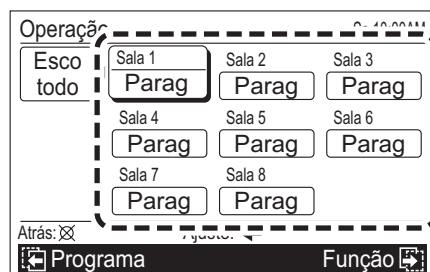 Operação
Esco
todo
Sala 1
Parag
Sala 2
Parag
Sala 3
Parag
Sala 4
Parag
Sala 5
Parag
Sala 6
Parag
Sala 7
Parag
Sala 8
Parag
Atrás:
Programa Função